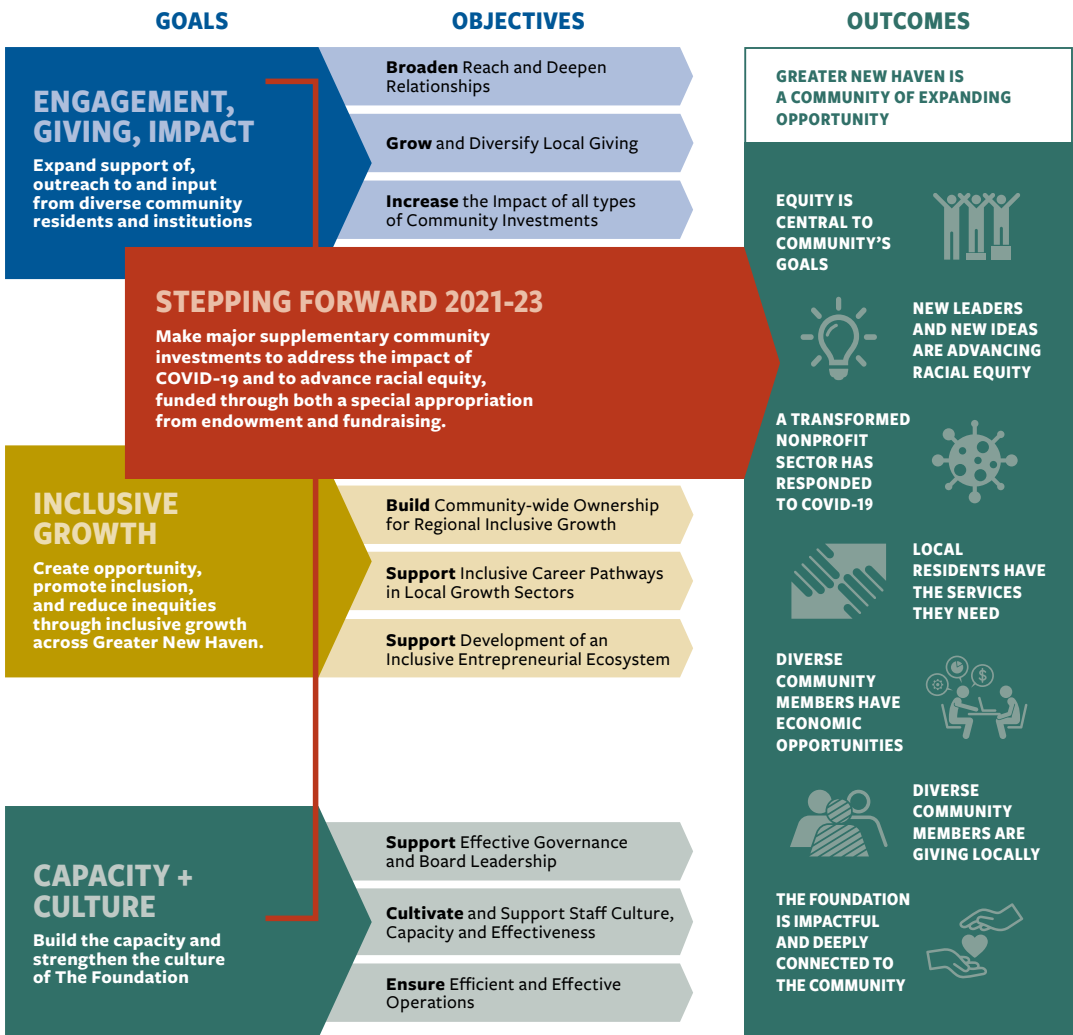 GOALS
OBJECTIVES
OUTCOMES
ENGAGEMENT,
GIVING, IMPACT
Expand support of,
outreach to and input
from diverse community
residents and institutions
Broaden Reach and Deepen
Relationships
Grow and Diversify Local Giving
Increase the Impact of all types
of Community Investments
STEPPING FORWARD 2021-23
Make major supplementary community
investments to address the impact of
COVID-19 and to advance racial equity,
funded through both a special appropriation
from endowment and fundraising.
INCLUSIVE
GROWTH
Create opportunity,
promote inclusion,
and reduce inequities
through inclusive growth
across Greater New Haven.
Build Community-wide Ownership
for Regional Inclusive Growth
Support Inclusive Career Pathways
in Local Growth Sectors
Support Development of an
Inclusive Entrepreneurial Ecosystem
CAPACITY +
CULTURE
Build the capacity and
strengthen the culture
of The Foundation
Support Effective Governance
and Board Leadership
Cultivate and Support Staff Culture,
Capacity and Effectiveness
Ensure Efficient and Effective
Operations
GREATER NEW HAVEN IS
A COMMUNITY OF EXPANDING
OPPORTUNITY
EQUITY IS
CENTRAL TO
COMMUNITY'S
GOALS
NEW LEADERS
AND NEW IDEAS
ARE ADVANCING
RACIAL EQUITY
A TRANSFORMED
NONPROFIT
SECTOR HAS
RESPONDED
TO COVID-19
LOCAL
RESIDENTS HAVE
THE SERVICES
THEY NEED
DIVERSE
COMMUNITY
MEMBERS HAVE
ECONOMIC
OPPORTUNITIES
$
DIVERSE
COMMUNITY
MEMBERS ARE
GIVING LOCALLY
THE FOUNDATION
IS IMPACTFUL
AND DEEPLY
CONNECTED TO
THE COMMUNITY